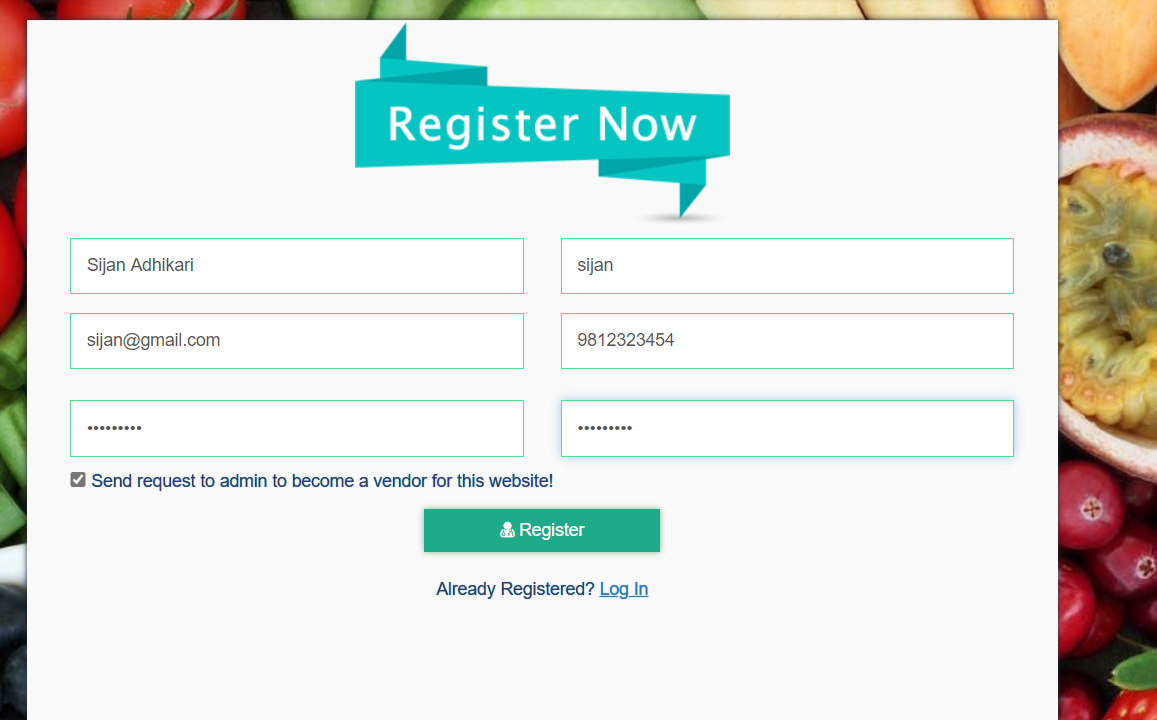 Register Now
Sijan Adhikari
sijan
sijan@gmail.com
9812323454
•••••••••
•••••••••
Send request to admin to become a vendor for this website!
Register
Already Registered? Log In